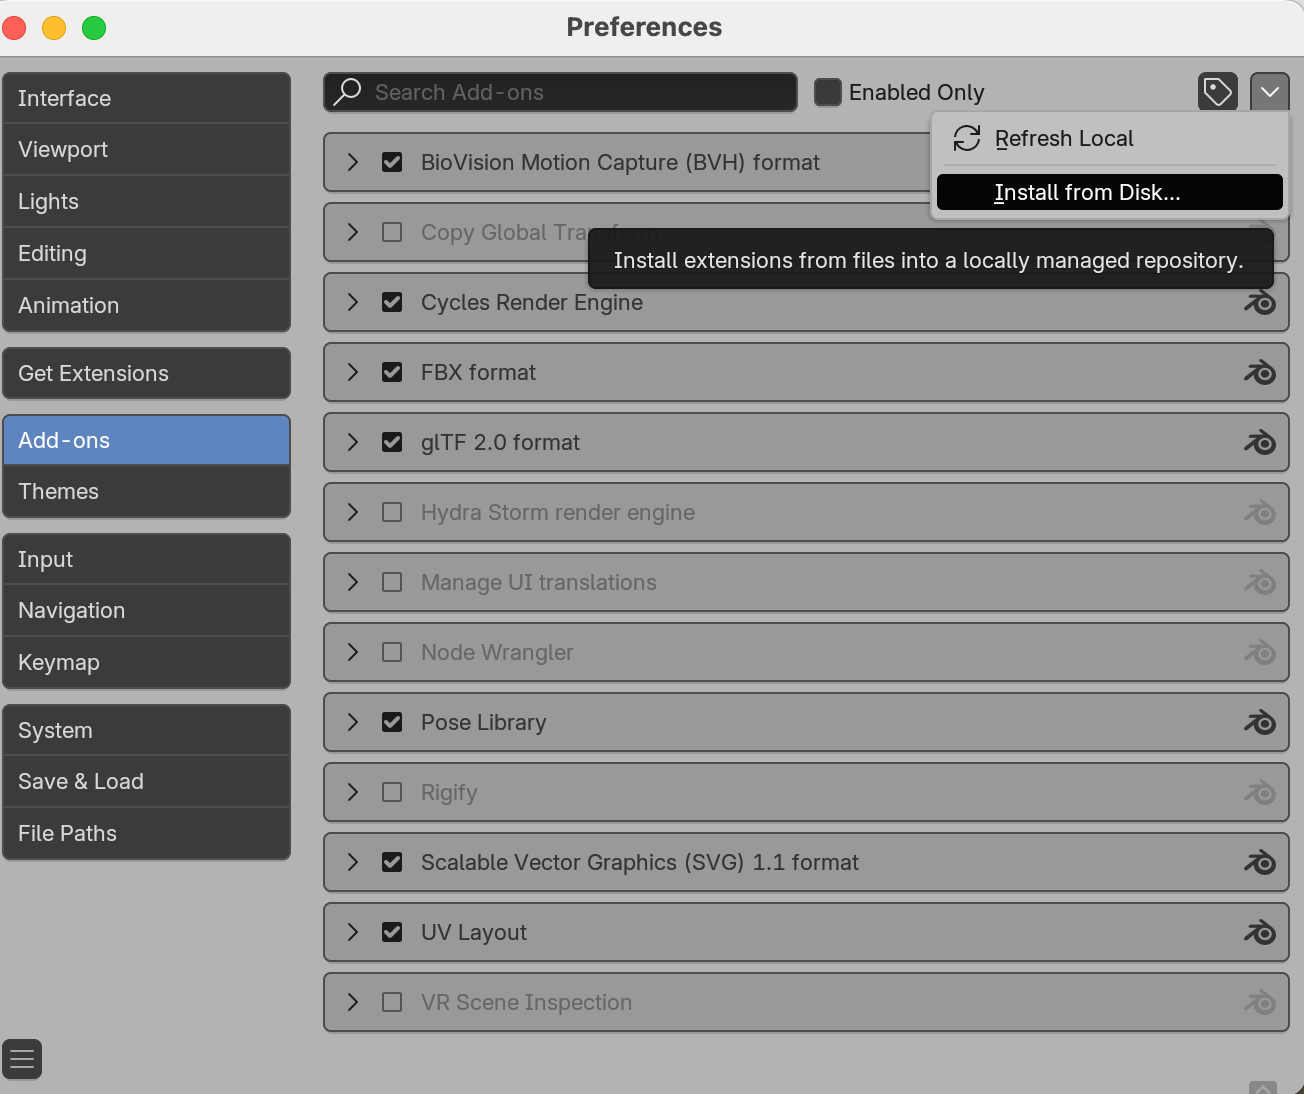 Preferences
Interface
Viewport
Lights
Editing
Animation
Get Extensions
Add-ons
Themes
Input
Navigation
Keymap
System
Save & Load
File Paths
Search Add-ons
Enabled Only
Refresh Local
Install from Disk...
Install extensions from files into a locally managed repository.
BioVision Motion Capture (BVH) format
Copy Global Transform
Cycles Render Engine
FBX format
glTF 2.0 format
Hydra Storm render engine
Manage UI translations
Node Wrangler
Pose Library
Rigify
Scalable Vector Graphics (SVG) 1.1 format
UV Layout
VR Scene Inspection